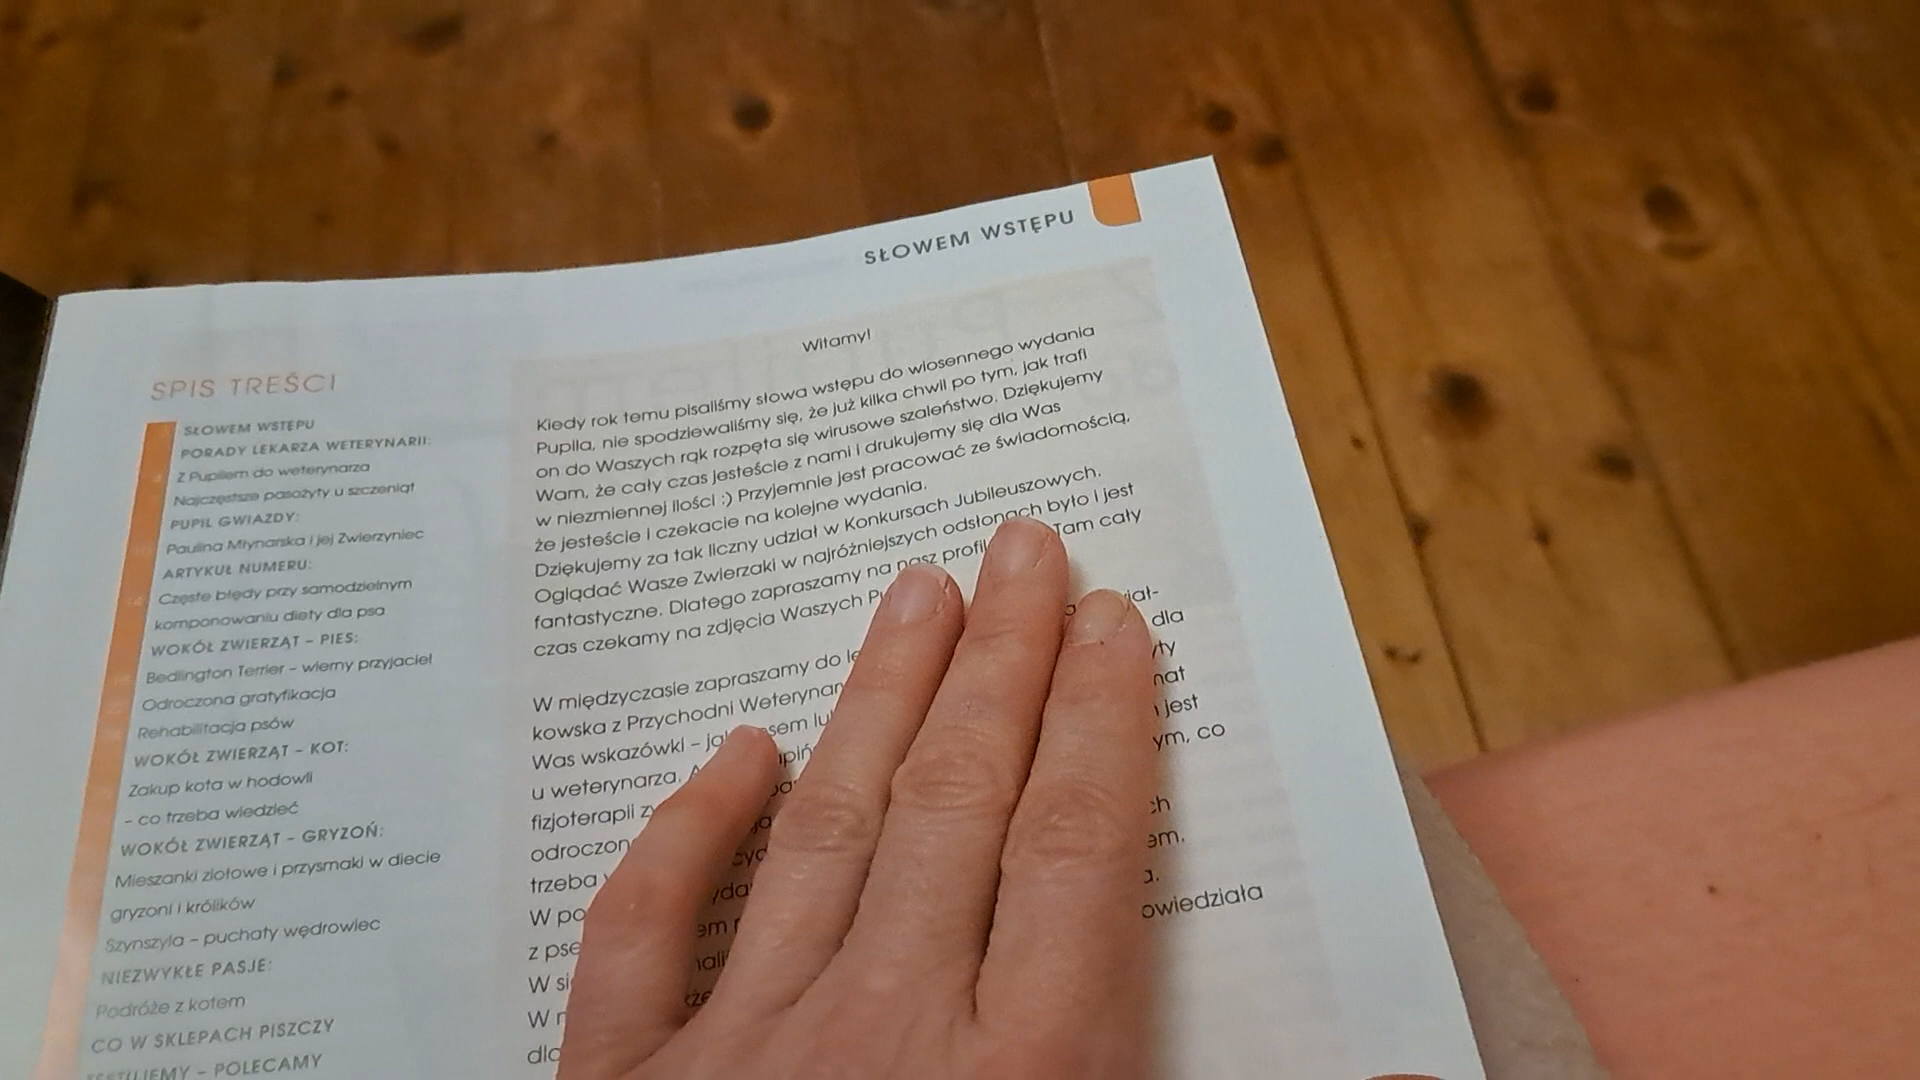 SŁOWEM WSTĘPU
SPIS TREŚCI
SŁOWEM WSTĘPU
PORADY LEKARZA WETERYNARII:
Z Pupilem do weterynarza
Najczęstsze pasożyty u szczeniąt
PUPIL GWIAZDY:
Paulina Młynarska i jej Zwierzyniec
ARTYKUŁ NUMERU:
Częste błędy przy samodzielnym
komponowaniu diety dla psa
WOKÓŁ ZWIERZĄT – PIES:
Bedlington Terrier – wierny przyjaciel
Odroczona gratyfikacja
Rehabilitacja psów
WOKÓŁ ZWIERZĄT – KOT:
Zakup kota w hodowli
– co trzeba wiedzieć
WOKÓŁ ZWIERZĄT – GRYZOŃ:
Mieszanki ziołowe i przysmaki w diecie
gryzoni i królików
Szynszyla – puchaty wędrowiec
NIEZWYKŁE PASJE:
Podróże z kotem
CO W SKLEPACH PISZCZY
– POLECAMY
Witamy!
Kiedy rok temu pisaliśmy słowa wstępu do wiosennego wydania
Pupila, nie spodziewaliśmy się, że już kilka chwil po tym, jak trafi
on do Waszych rąk rozpęta się wirusowe szaleństwo. Dziękujemy
Wam, że cały czas jesteście z nami i drukujemy się dla Was
w niezmiennej ilości :) Przyjemnie jest pracować ze świadomością,
że jesteście i czekacie na kolejne wydania.
Dziękujemy za tak liczny udział w Konkursach Jubileuszowych.
Oglądać Wasze Zwierzaki w najróżniejszych odsłonach było i jest
fantastyczne. Dlatego zapraszamy na nasz Tam cały
czas czekamy na zdjęcia Waszych
W międzyczasie zapraszamy do
kowska z Przychodni dla
Was wskazówki –
u weterynarza. jest
fizjoterapii co
trzeba
W
z
W
W
owiedziała